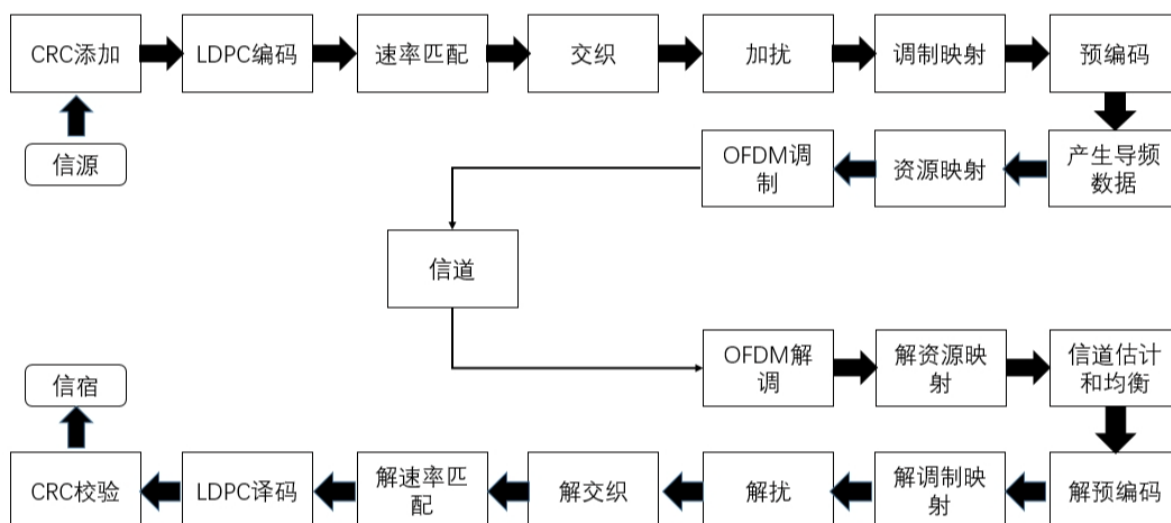 CRC添加
LDPC编码
速率匹配
交织
加扰
调制映射
预编码
信源
OFDM调
制
资源映射
产生导频
数据
信道
信宿
OFDM解
调
解资源映
射
信道估计
和均衡
CRC校验
LDPC译码
解速率匹
配
解交织
解扰
解调制映
射
解预编码